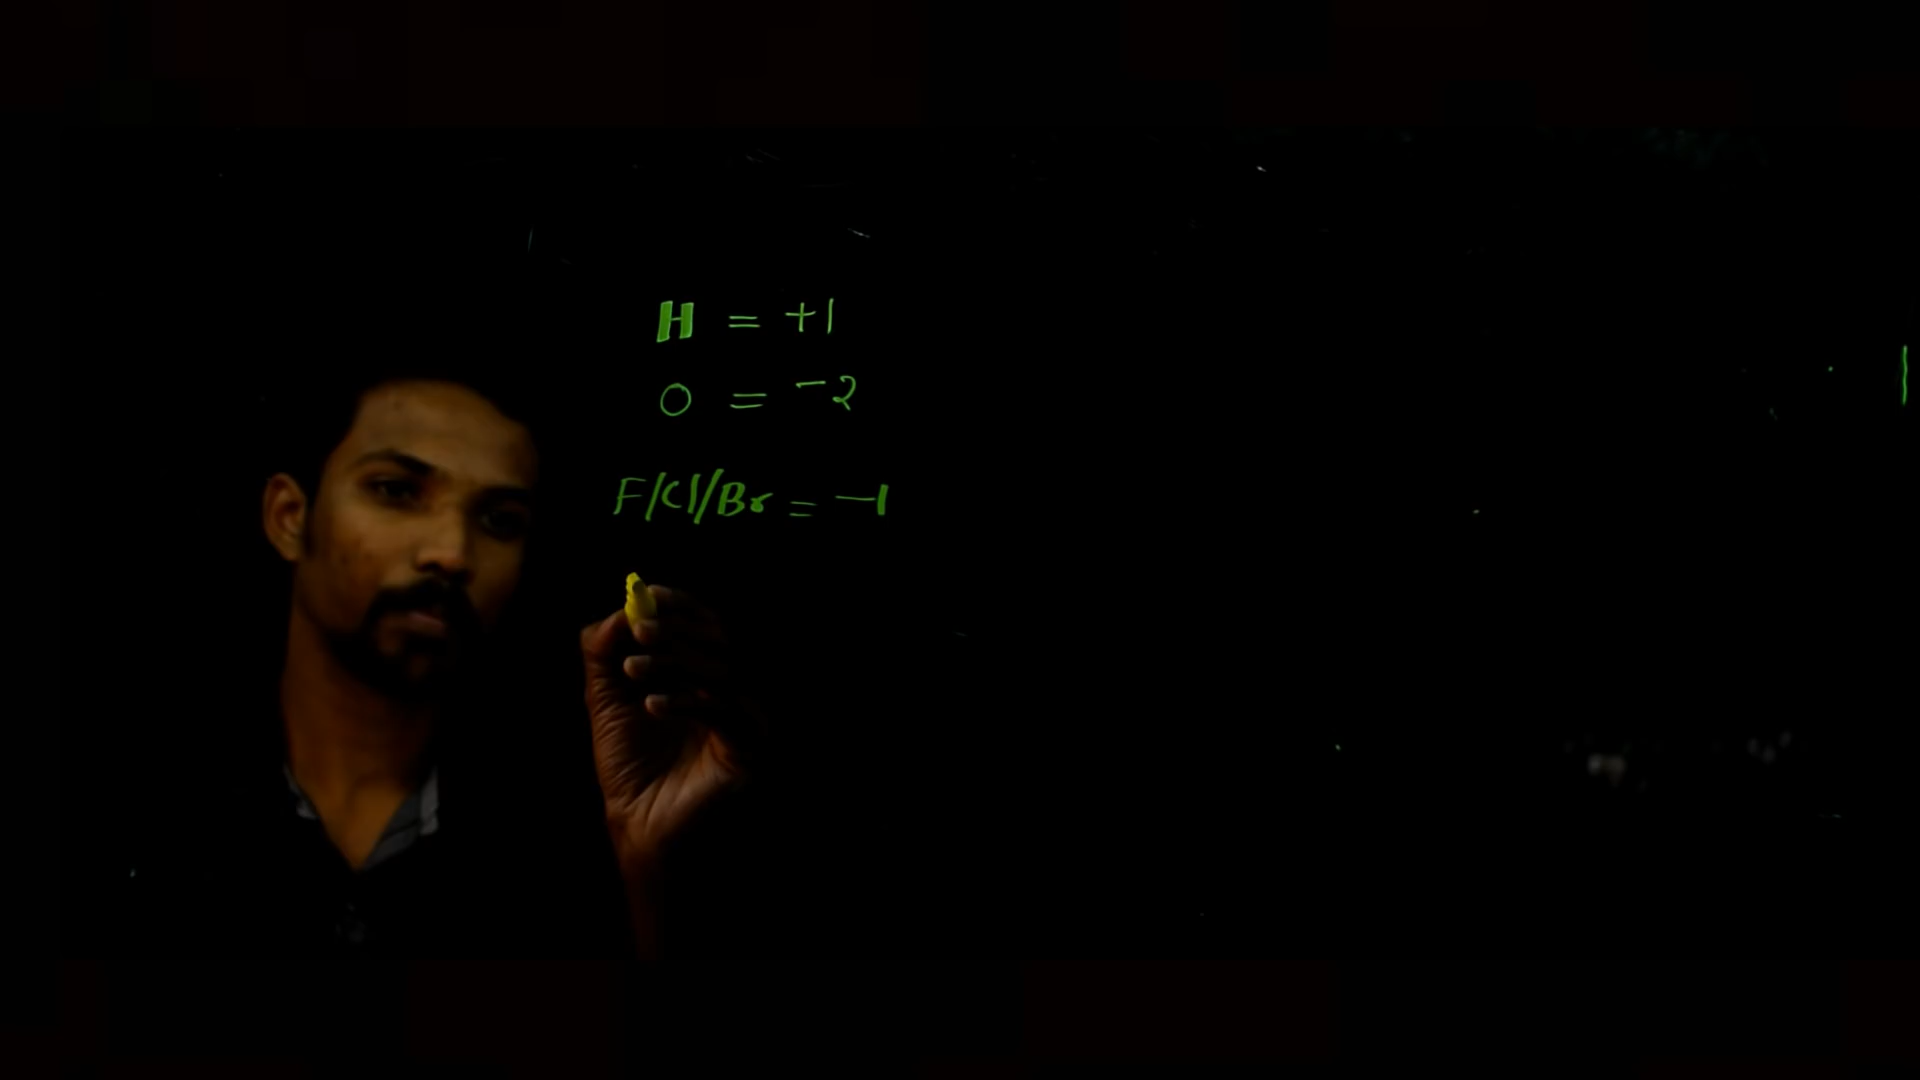 H = +1
O = -2
F/Cl/Br = -1